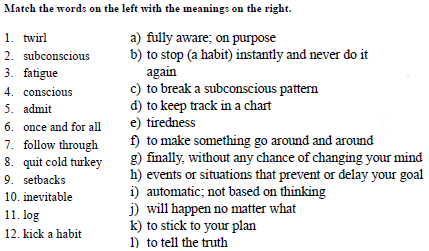 Match the words on the left with the meanings on the right.
1. twirl
2. subconscious
3. fatigue
4. conscious
5. admit
6. once and for all
7. follow through
8. quit cold turkey
9. setbacks
10. inevitable
11. log
12. kick a habit
a) fully aware; on purpose
b) to stop (a habit) instantly and never do it
again
c) to break a subconscious pattern
d) to keep track in a chart
e) tiredness
f) to make something go around and around
g) finally, without any chance of changing your mind
h) events or situations that prevent or delay your goal
i) automatic; not based on thinking
j) will happen no matter what
k) to stick to your plan
l) to tell the truth